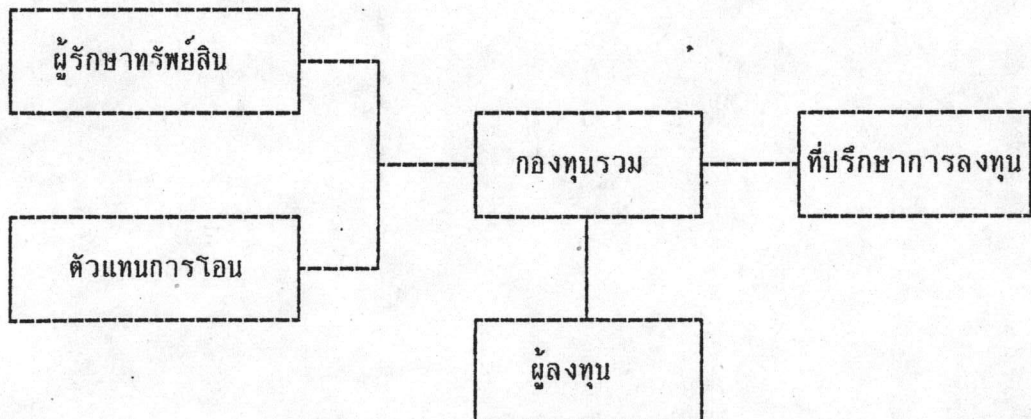 ผู้รักษาทรัพย์สิน
กองทุนรวม
ที่ปรึกษาการลงทุน
ตัวแทนการโอน
ผู้ลงทุน